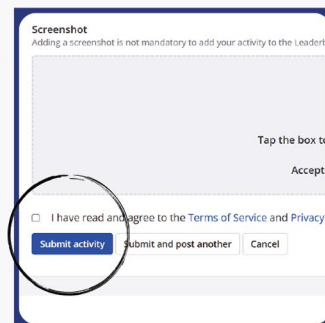 Screenshot
Adding a screenshot is not mandatory to add your activity to the Leaderb
Tap the box to
Accept
I have read and agree to the Terms of Service and Privacy
Submit activity Submit and post another Cancel